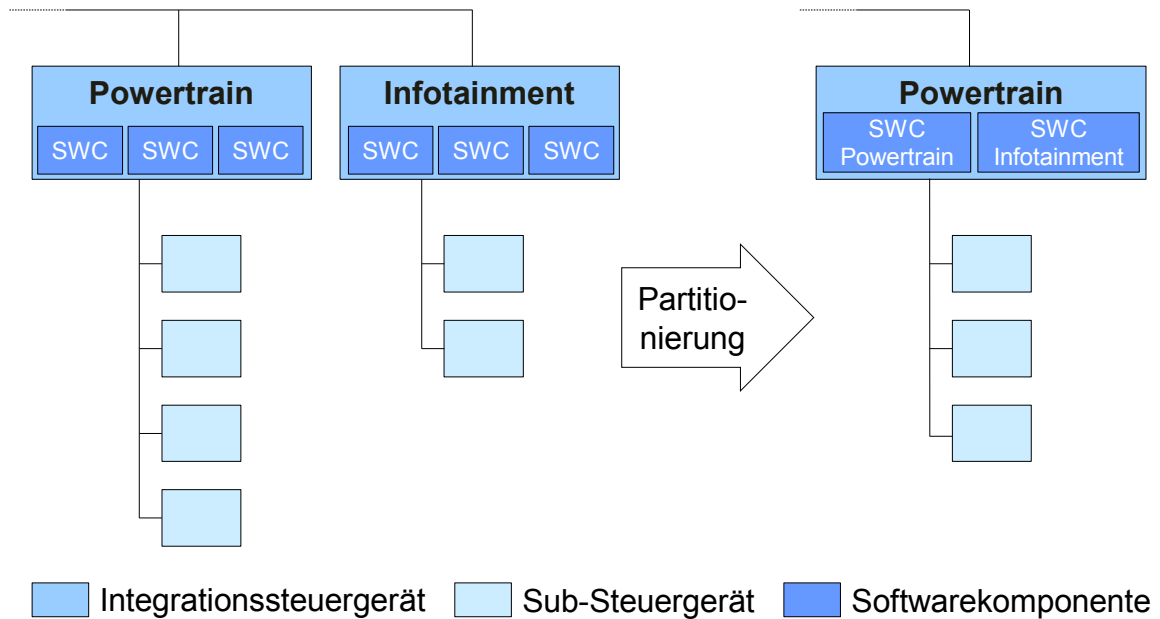 Powertrain
SWC SWC SWC
Infotainment
SWC SWC SWC
Partitio-
nierung
Powertrain
SWC
Powertrain
SWC
Infotainment
Integrationssteuergerät
Sub-Steuergerät
Softwarekomponente